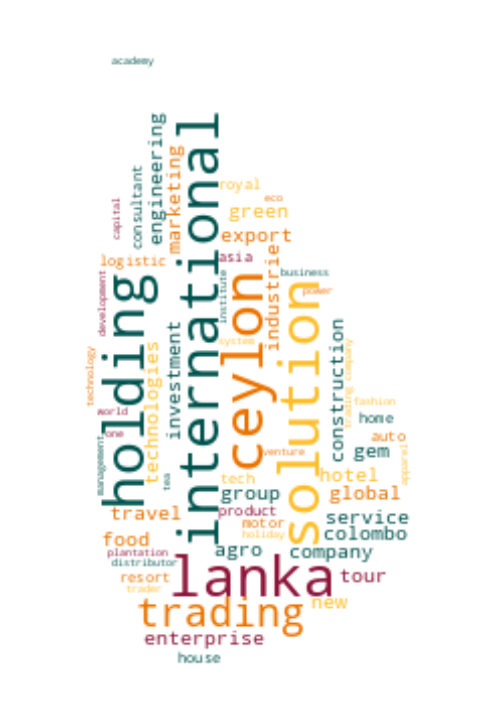 academy
engineering
international
consultant
marketing
royal
capital
eco
green
export
logistic
asia
industrie
business
development
holding
institute
ceylon
power
solution
investment
construction
system
technologies
technology
trading company
world
fashion
one
home
auto
management
venture
gem
apparel
tea
tech
hotel
group
global
travel
product
service
motor
colombo
food
holiday
plantation
agro
company
distributor
lanka
resort
tour
trader
trading
new
enterprise
house